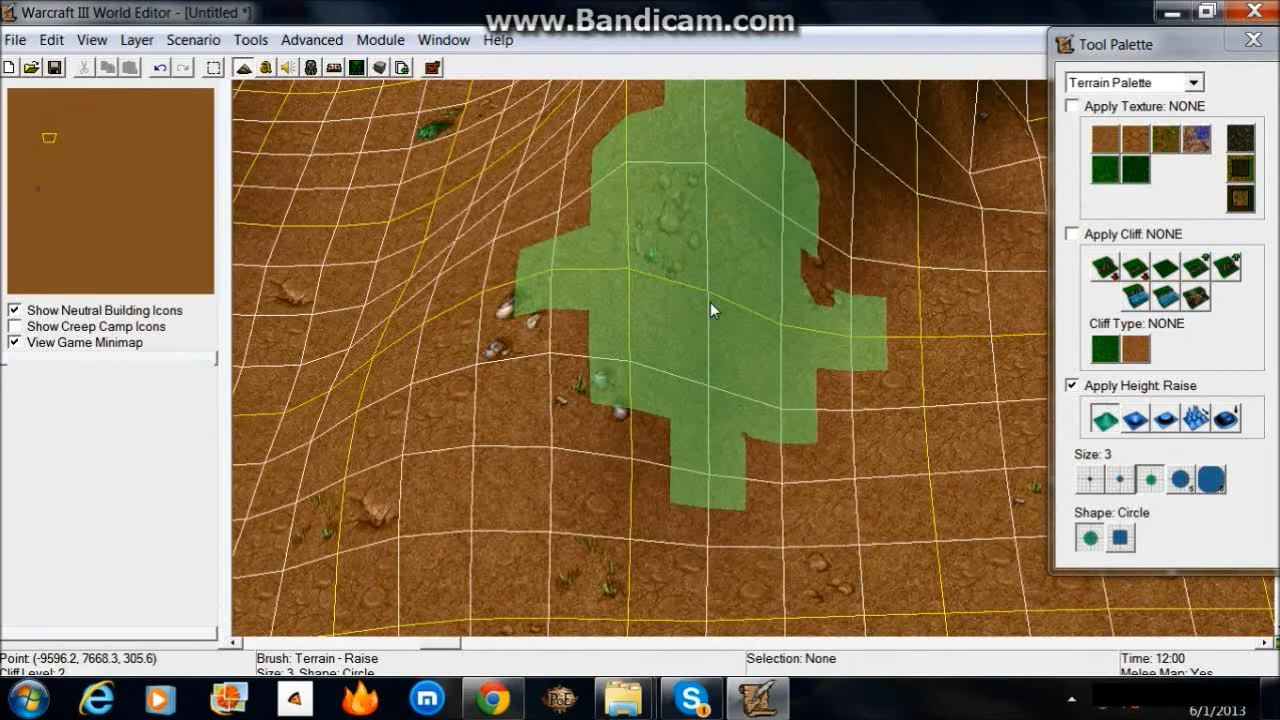 Warcraft III World Editor - [Untitled *]
www.Bandicam.com
File Edit View Layer Scenario Tools Advanced Module Window Help
Tool Palette
Terrain Palette
Apply Texture: NONE
Apply Cliff: NONE
Cliff Type: NONE
Apply Height: Raise
Size: 3
5
8
Shape: Circle
Show Neutral Building Icons
Show Creep Camp Icons
View Game Minimap
Point: (-9596.2, 7668.3, 305.6)
Brush: Terrain - Raise
Selection: None
Time: 12:00
Cliff Level: 2
Size: 3, Shape: Circle
Melee Map: Yes
PoE
6/1/2013